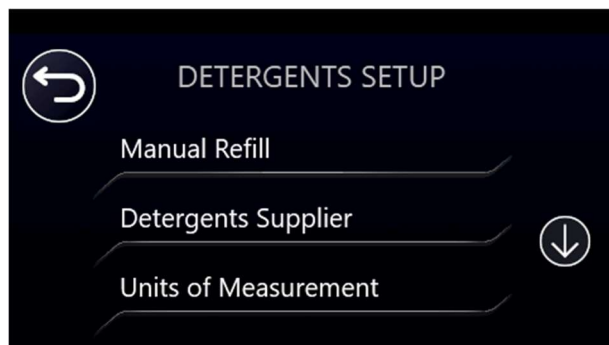 DETERGENTS SETUP
Manual Refill
Detergents Supplier
Units of Measurement